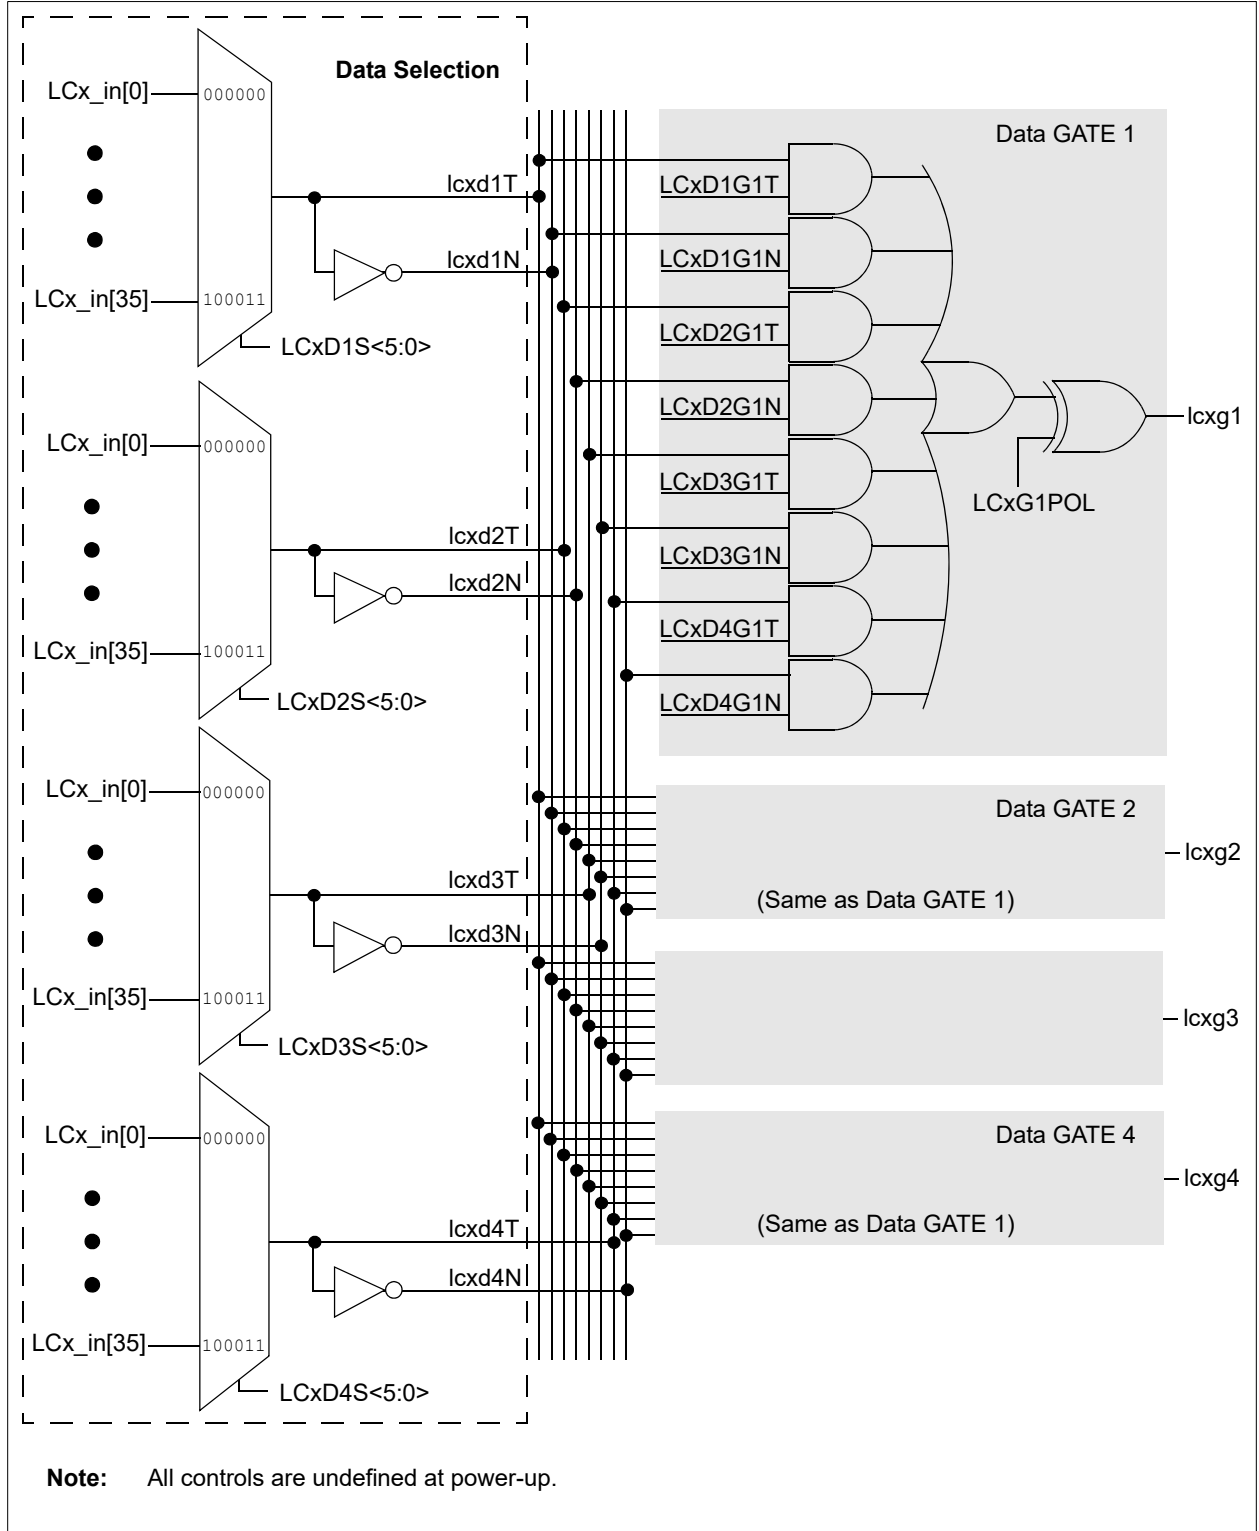 Data Selection
LCx_in[0]
000000
lcxd1T
lcxd1N
LCx_in[35]
100011
LCxD1S<5:0>
LCx_in[0]
000000
lcxd2T
lcxd2N
LCx_in[35]
100011
LCxD2S<5:0>
LCx_in[0]
000000
lcxd3T
lcxd3N
LCx_in[35]
100011
LCxD3S<5:0>
LCx_in[0]
000000
lcxd4T
lcxd4N
LCx_in[35]
100011
LCxD4S<5:0>
Data GATE 1
LCxD1G1T
LCxD1G1N
LCxD2G1T
LCxD2G1N
LCxD3G1T
LCxD3G1N
LCxD4G1T
LCxD4G1N
LCxG1POL
lcxg1
Data GATE 2
lcxg2
(Same as Data GATE 1)
lcxg3
Data GATE 4
lcxg4
(Same as Data GATE 1)
Note: All controls are undefined at power-up.